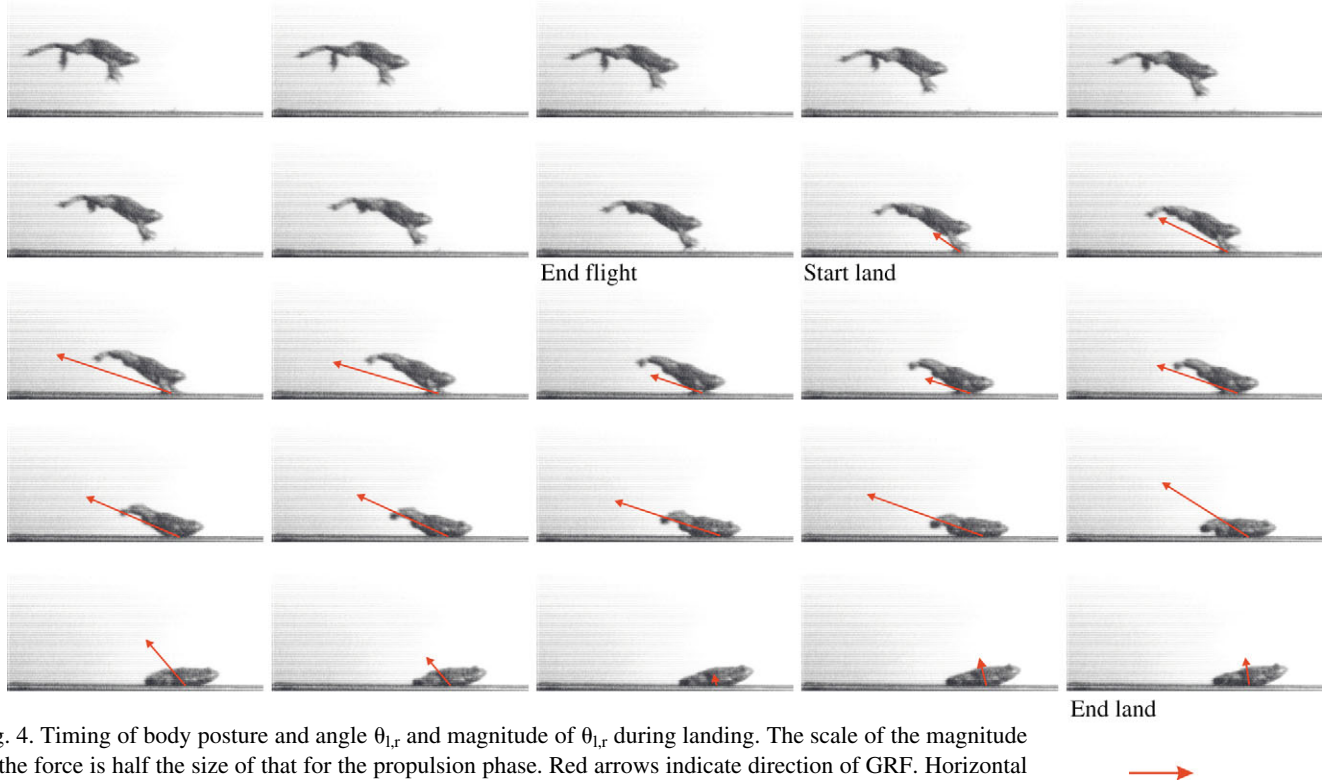 End flight
Start land
End land
g. 4. Timing of body posture and angle θl,r and magnitude of θl,r during landing. The scale of the magnitude
the force is half the size of that for the propulsion phase. Red arrows indicate direction of GRF. Horizontal